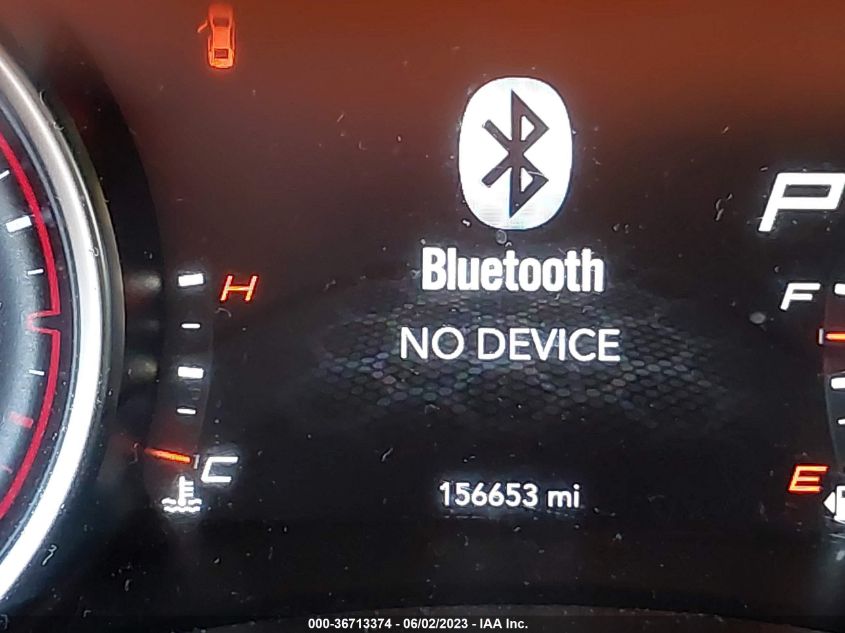 P
Bluetooth
H
F
NO DEVICE
C
E
156653 mi
000-36713374 - 06/02/2023 - IAA Inc.